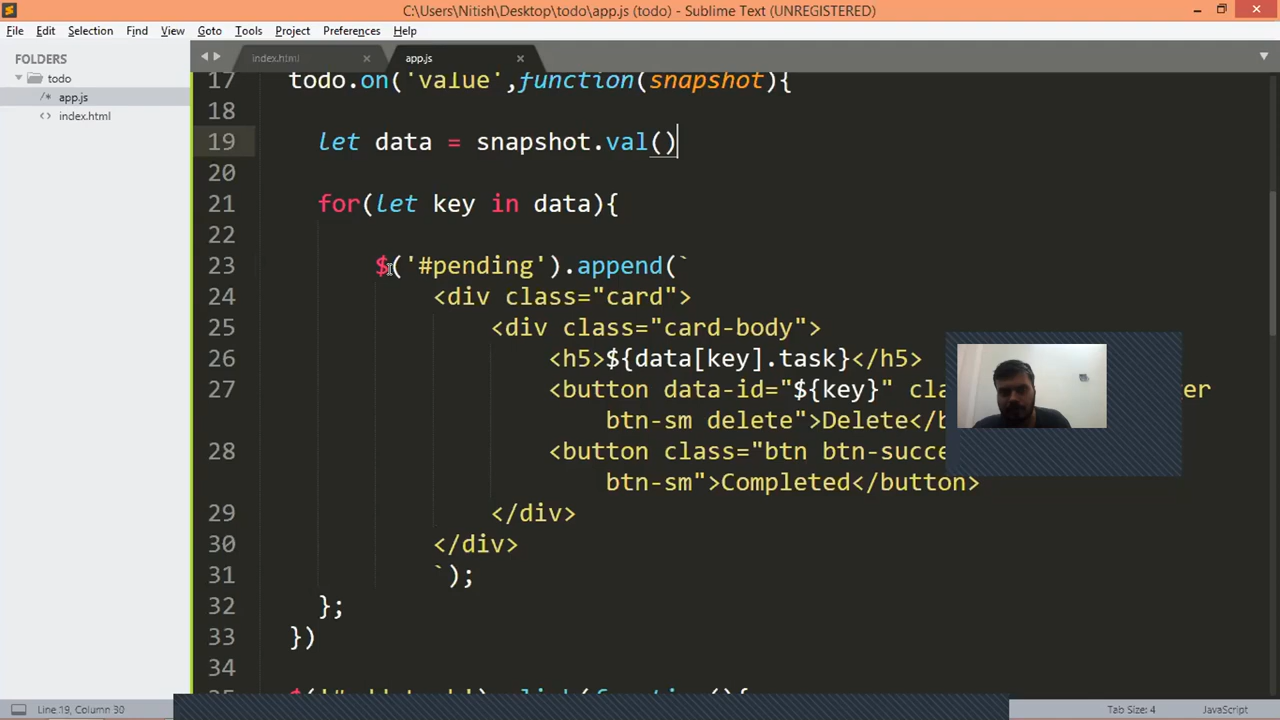 C:\Users\Nitish\Desktop\todo\app.js (todo) - Sublime Text (UNREGISTERED)
File Edit Selection Find View Goto Tools Project Preferences Help
FOLDERS
todo
/* app.js
<> index.html
index.html × app.js ×
17 todo.on('value',function(snapshot){
18
19 let data = snapshot.val()
20
21 for(let key in data){
22
23 $('#pending').append(`
24 <div class="card">
25 <div class="card-body">
26 <h5>${data[key].task}</h5>
27 <button data-id="${key}" cla
btn-sm delete">Delete</b
28 <button class="btn btn-succe
btn-sm">Completed</button>
29 </div>
30 </div>
31 `);
32 };
33 })
34
Line 19, Column 30
Tab Size: 4
JavaScript